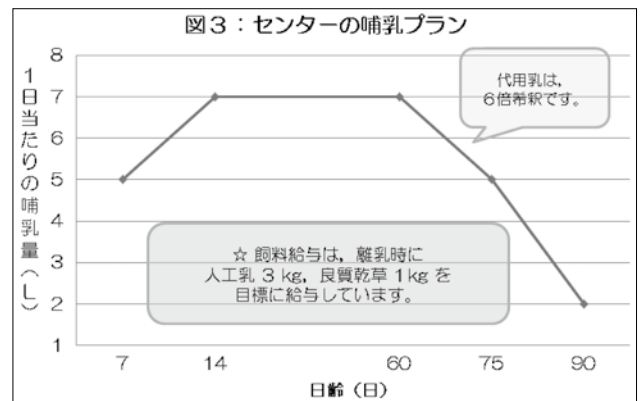 図3：センターの哺乳プラン
1日当たりの哺乳量（L）
8
7
6
5
4
3
2
1
代用乳は，
6倍希釈です。
☆ 飼料給与は，離乳時に
人工乳 3 kg，良質乾草 1kg を
目標に給与しています。
7 14 60 75 90
日齢（日）